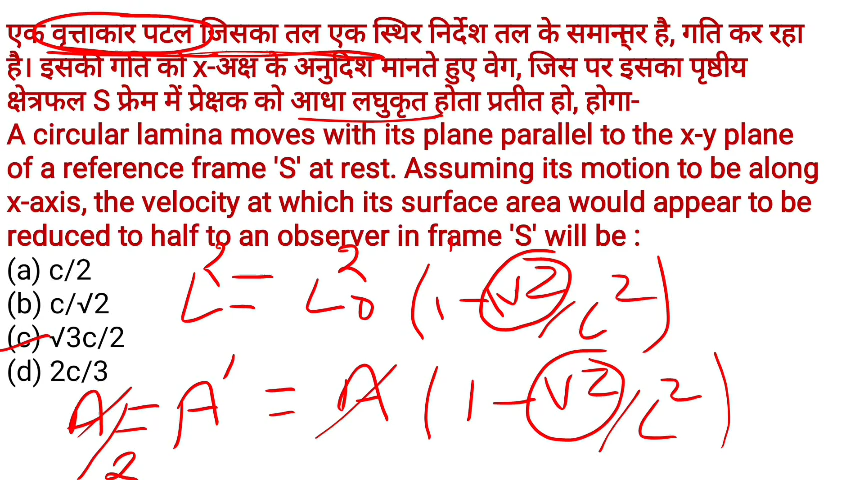 एक वृत्ताकार पटल जिसका तल एक स्थिर निर्देश तल के समान्तर है, गति कर रहा
है। इसकी गति को x-अक्ष के अनुदिश मानते हुए वेग, जिस पर इसका पृष्ठीय
क्षेत्रफल S फ्रेम में प्रेक्षक को आधा लघुकृत होता प्रतीत हो, होगा-
A circular lamina moves with its plane parallel to the x-y plane
of a reference frame 'S' at rest. Assuming its motion to be along
x-axis, the velocity at which its surface area would appear to be
reduced to half to an observer in frame 'S' will be :
(a) c/2
(b) c/√2
(c) √3c/2
(d) 2c/3
L² = L₀² (1 - v²/c²)
A/2 = A' = A (1 - v²/c²)